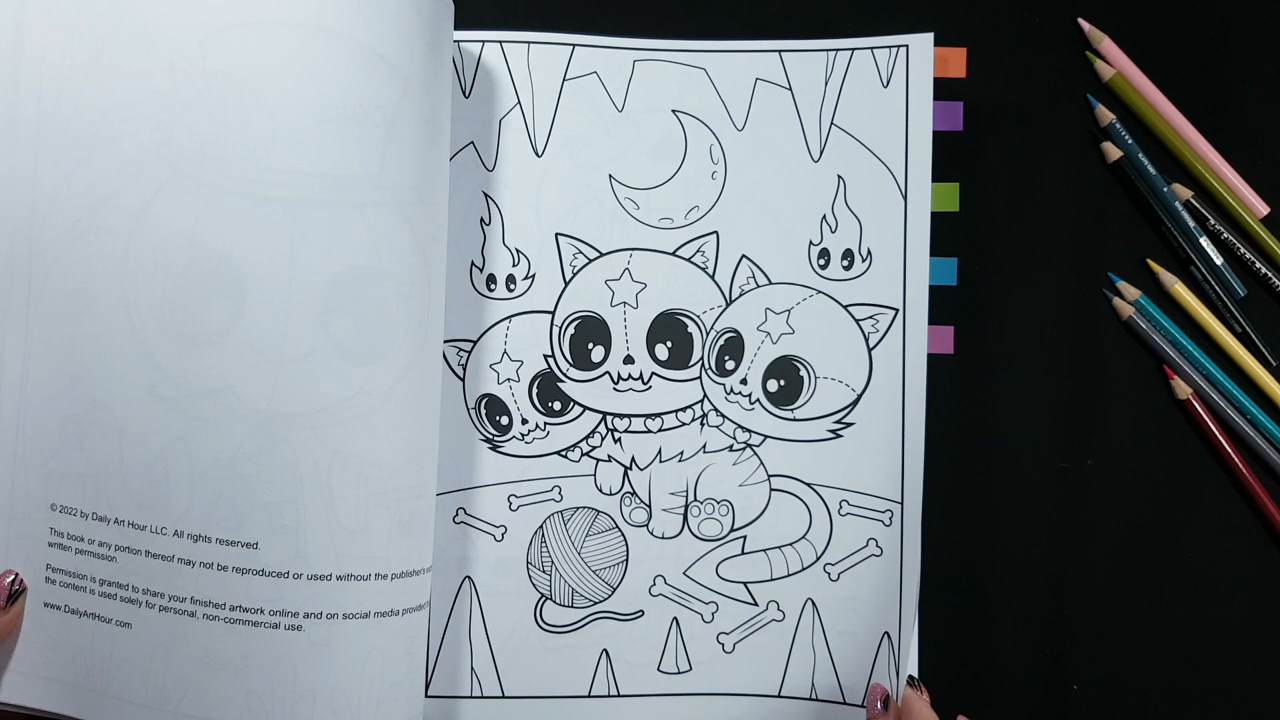 © 2022 by Daily Art Hour LLC. All rights reserved.
This book or any portion thereof may not be reproduced or used without the publisher's
written permission.
Permission is granted to share your finished artwork online and on social media provided
the content is used solely for personal, non-commercial use.
www.DailyArtHour.com